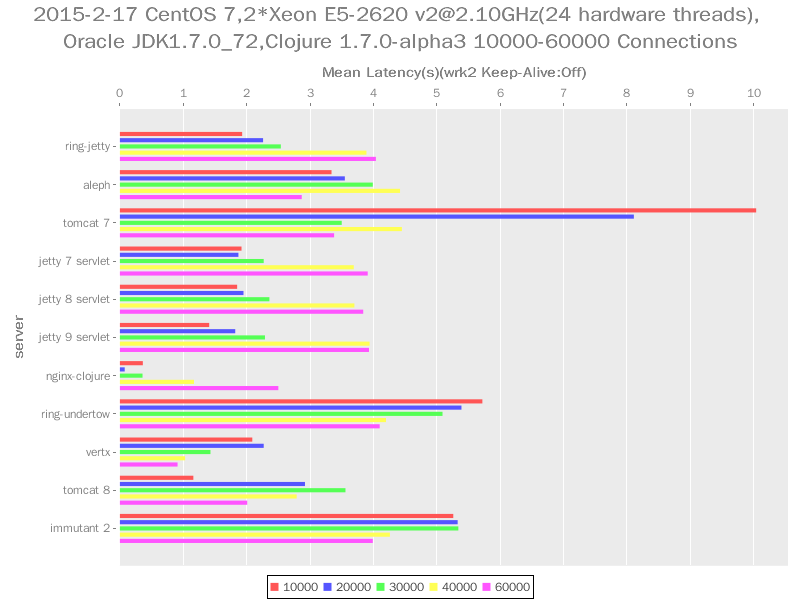 2015-2-17 CentOS 7,2*Xeon E5-2620 v2@2.10GHz(24 hardware threads),
Oracle JDK1.7.0_72,Clojure 1.7.0-alpha3 10000-60000 Connections
Mean Latency(s)(wrk2 Keep-Alive:Off)
0 1 2 3 4 5 6 7 8 9 10
server
ring-jetty
aleph
tomcat 7
jetty 7 servlet
jetty 8 servlet
jetty 9 servlet
nginx-clojure
ring-undertow
vertx
tomcat 8
immutant 2
10000 20000 30000 40000 60000